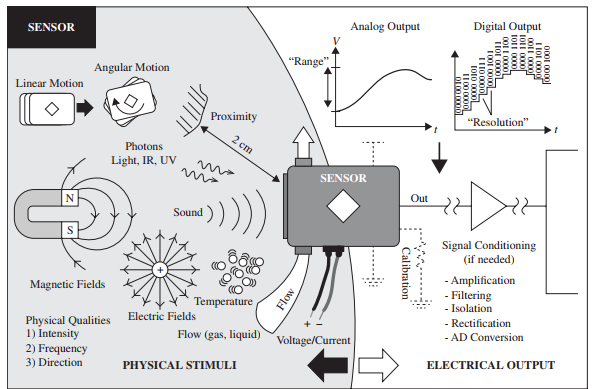 SENSOR
Linear Motion
Angular Motion
Proximity
2 cm
Photons
Light, IR, UV
Sound
N
S
Magnetic Fields
+
Electric Fields
Temperature
Flow
Flow (gas, liquid)
Physical Qualities
1) Intensity
2) Frequency
3) Direction
PHYSICAL STIMULI
Analog Output
V
“Range”
t
Digital Output
“Resolution”
t
SENSOR
Out
Calibation
+ −
Voltage/Current
Signal Conditioning
(if needed)
- Amplification
- Filtering
- Isolation
- Rectification
- AD Conversion
ELECTRICAL OUTPUT